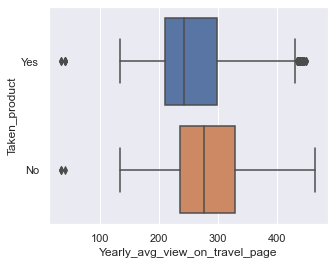 Yes
No
Taken_product
100 200 300 400
Yearly_avg_view_on_travel_page